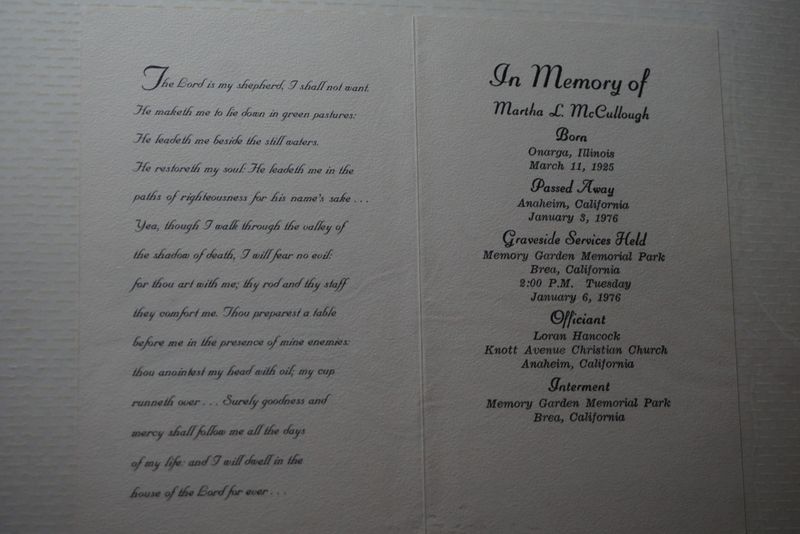 The Lord is my shepherd, I shall not want.
He maketh me to lie down in green pastures:
He leadeth me beside the still waters.
He restoreth my soul: He leadeth me in the
paths of righteousness for his name's sake . . .
Yea, though I walk through the valley of
the shadow of death, I will fear no evil:
for thou art with me; thy rod and thy staff
they comfort me. Thou preparest a table
before me in the presence of mine enemies:
thou anointest my head with oil; my cup
runneth over . . . Surely goodness and
mercy shall follow me all the days
of my life: and I will dwell in the
house of the Lord for ever . . .
In Memory of
Martha L. McCullough
Born
Onarga, Illinois
March 11, 1925
Passed Away
Anaheim, California
January 3, 1976
Graveside Services Held
Memory Garden Memorial Park
Brea, California
2:00 P.M. Tuesday
January 6, 1976
Officiant
Loran Hancock
Knott Avenue Christian Church
Anaheim, California
Interment
Memory Garden Memorial Park
Brea, California